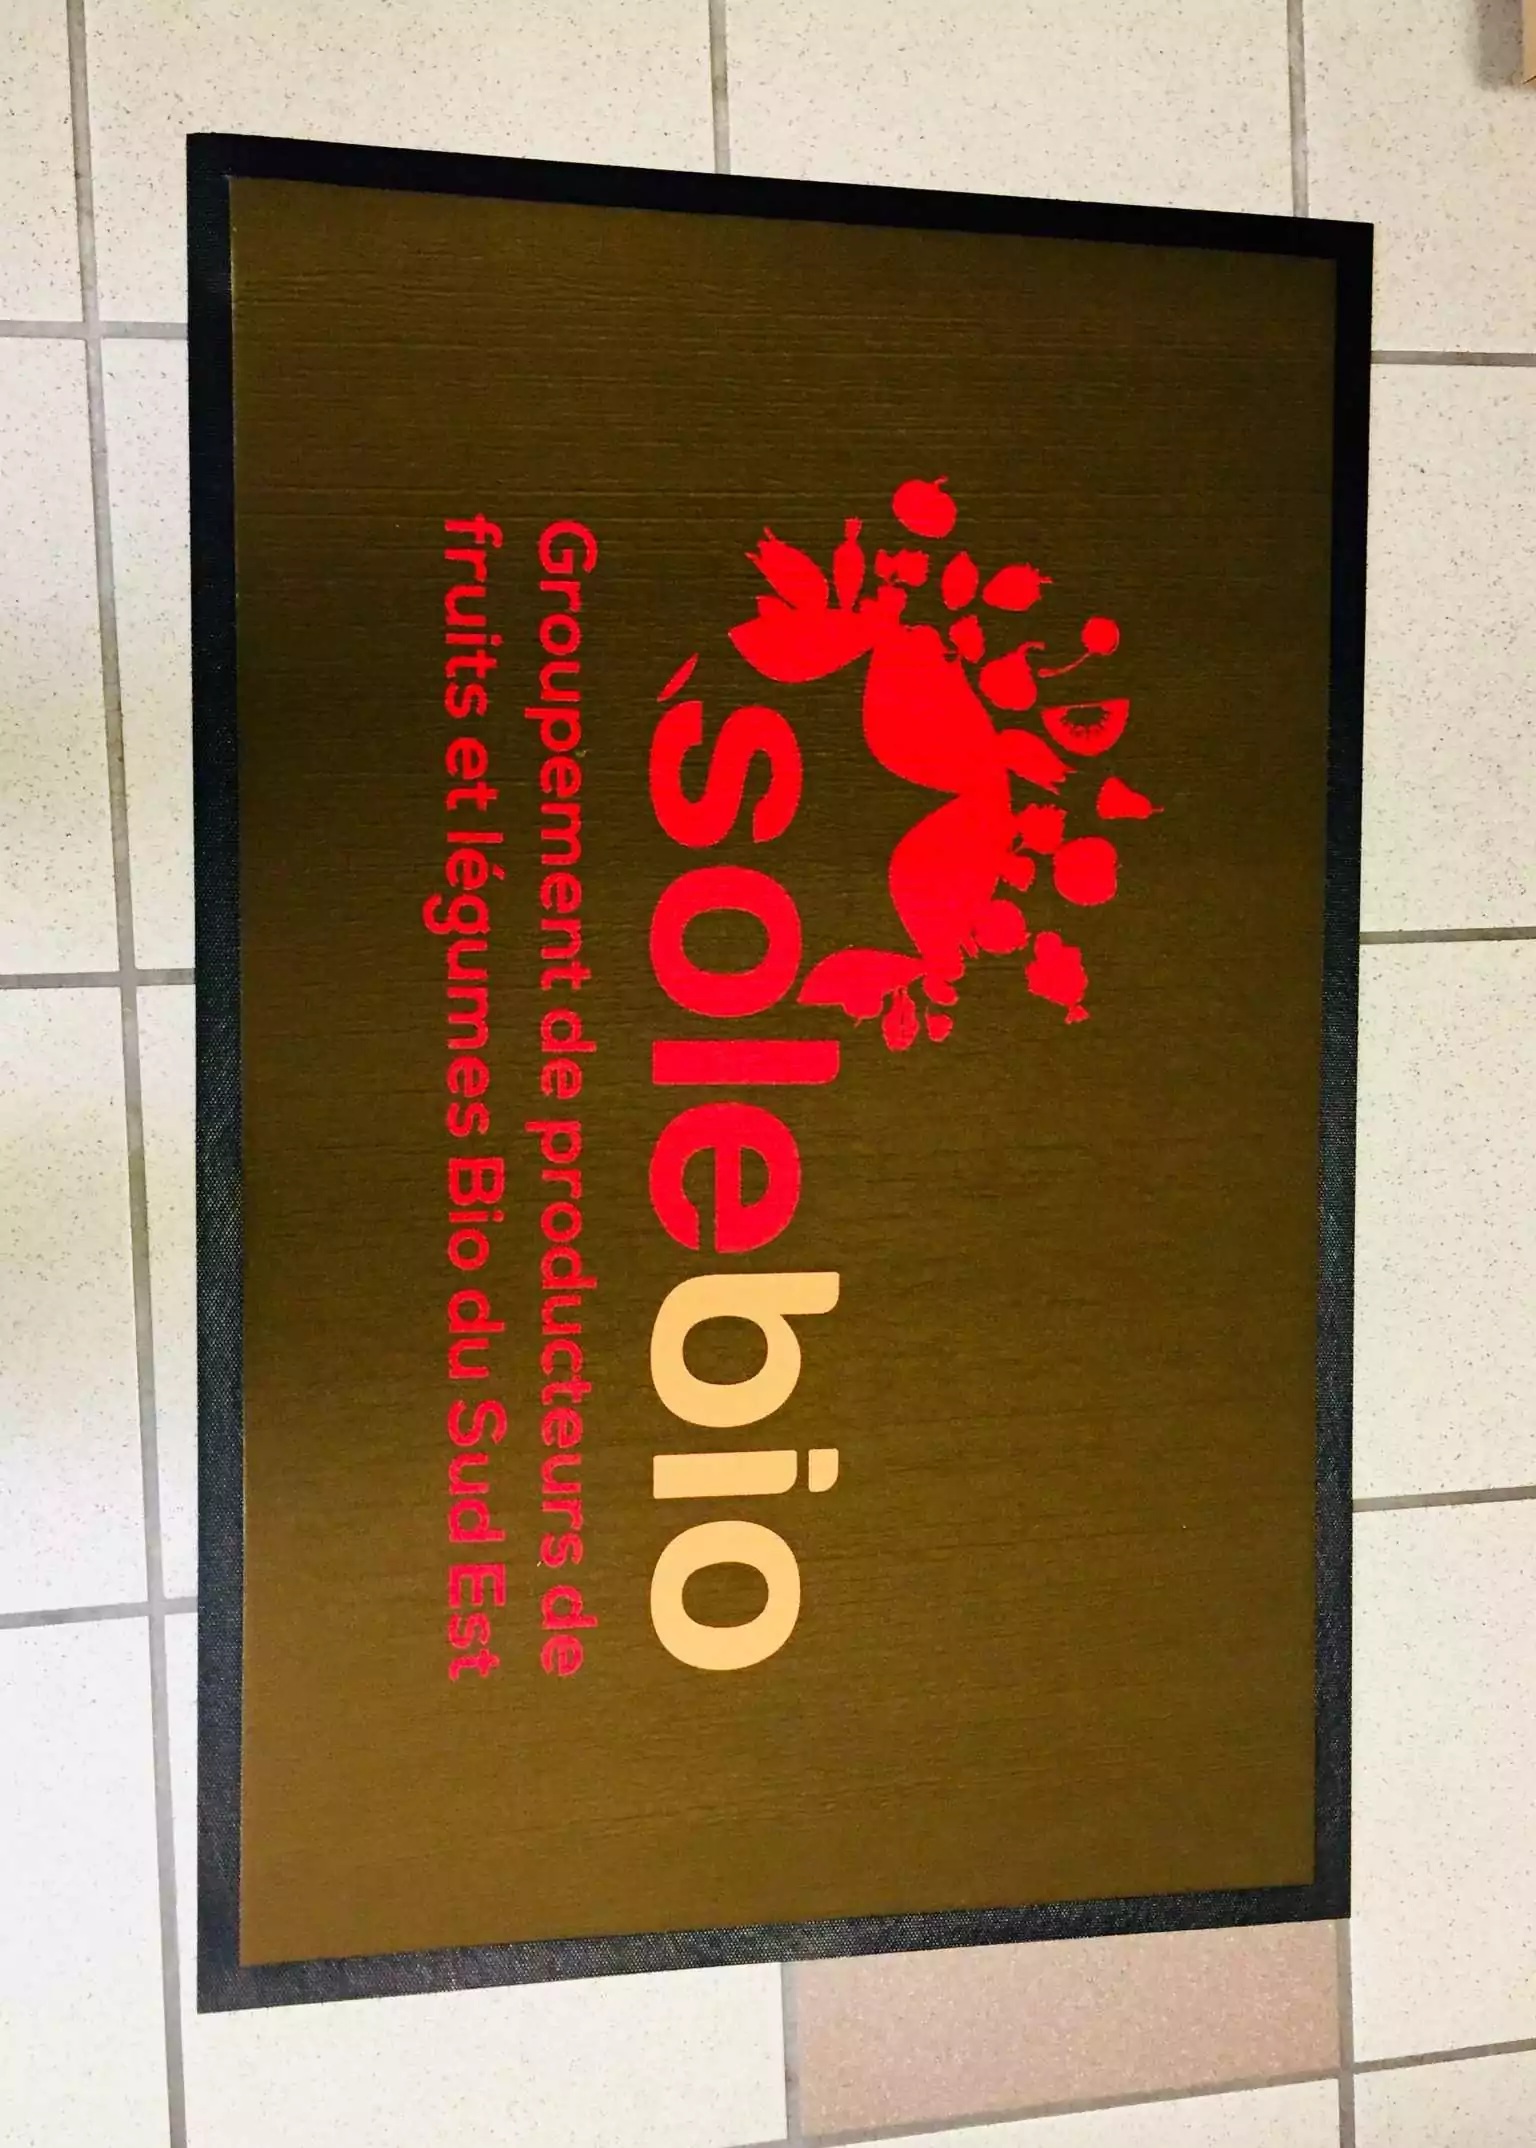 solebio
Groupement de producteurs de
fruits et légumes Bio du Sud Est